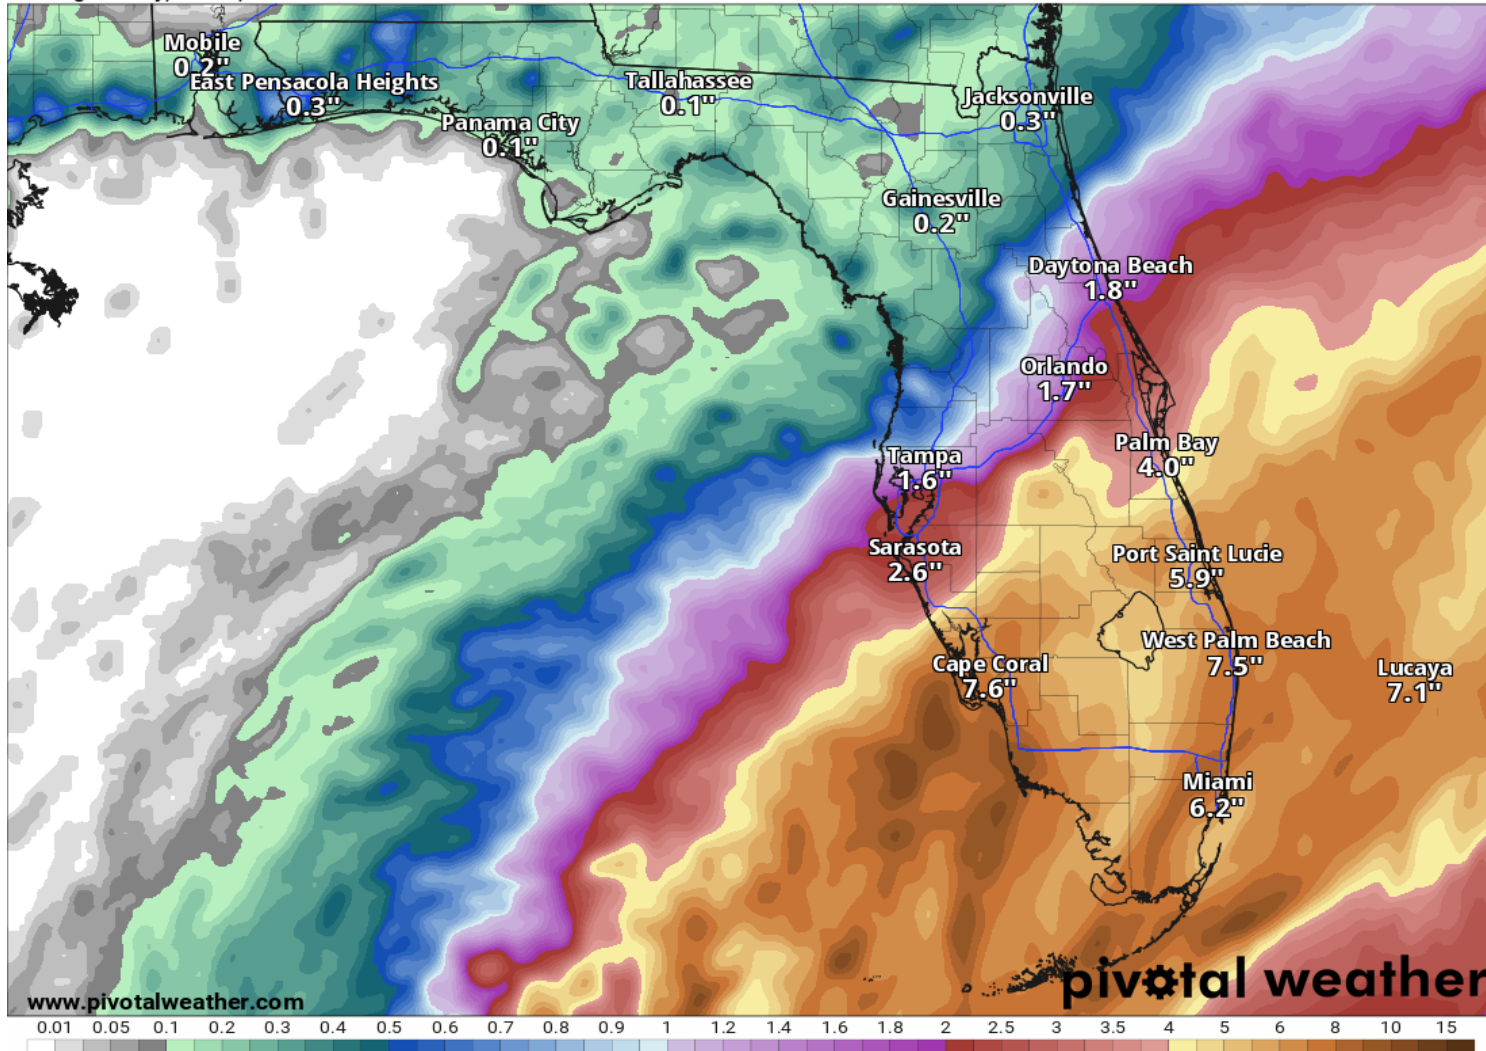 Mobile
0.2"
East Pensacola Heights
0.3"
Tallahassee
0.1"
Jacksonville
0.3"
Panama City
0.1"
Gainesville
0.2"
Daytona Beach
1.8"
Orlando
1.7"
Palm Bay
4.0"
Tampa
1.6"
Sarasota
2.6"
Port Saint Lucie
5.9"
West Palm Beach
7.5"
Cape Coral
7.6"
Lucaya
7.1"
Miami
6.2"
pivotal weather
www.pivotalweather.com
0.01 0.05 0.1 0.2 0.3 0.4 0.5 0.6 0.7 0.8 0.9 1 1.2 1.4 1.6 1.8 2 2.5 3 3.5 4 5 6 8 10 15